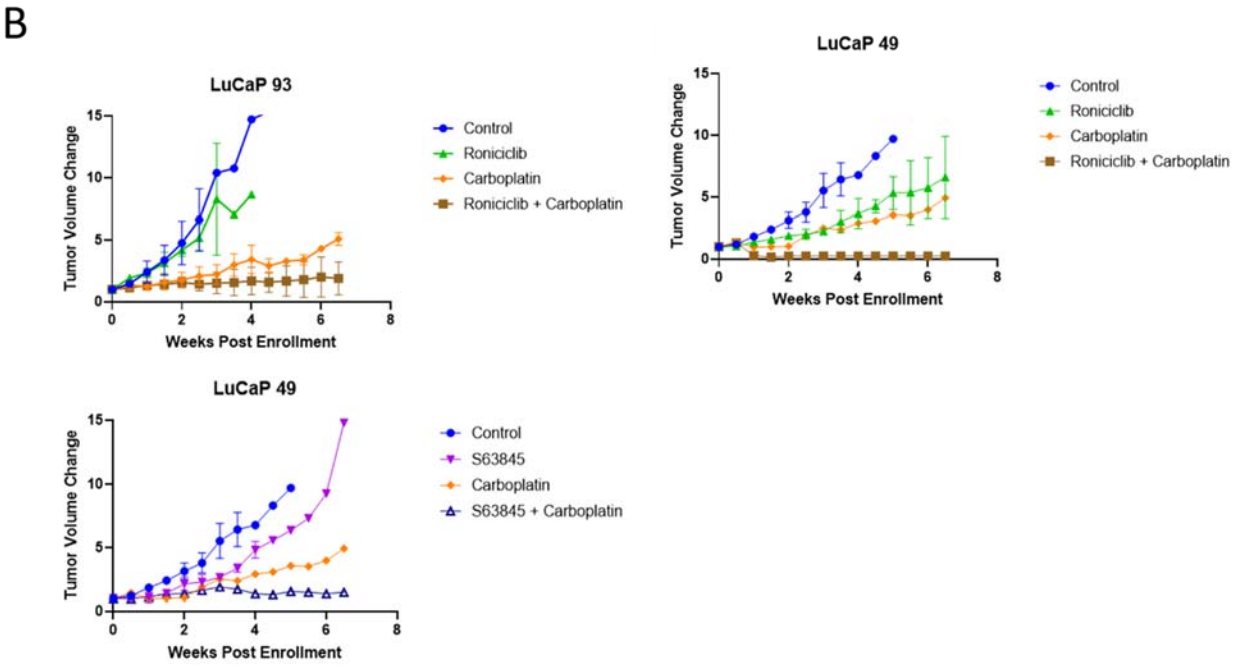 B
LuCaP 93
Tumor Volume Change
15
10
5
0
0 2 4 6 8
Weeks Post Enrollment
Control
Roniciclib
Carboplatin
Roniciclib + Carboplatin
LuCaP 49
Tumor Volume Change
15
10
5
0
0 2 4 6 8
Weeks Post Enrollment
Control
Roniciclib
Carboplatin
Roniciclib + Carboplatin
LuCaP 49
Tumor Volume Change
15
10
5
0
0 2 4 6 8
Weeks Post Enrollment
Control
S63845
Carboplatin
S63845 + Carboplatin